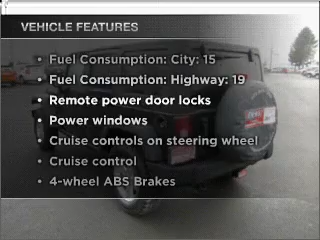 VEHICLE FEATURES
• Fuel Consumption: City: 15
• Fuel Consumption: Highway: 19
• Remote power door locks
• Power windows
• Cruise controls on steering wheel
• Cruise control
• 4-wheel ABS Brakes